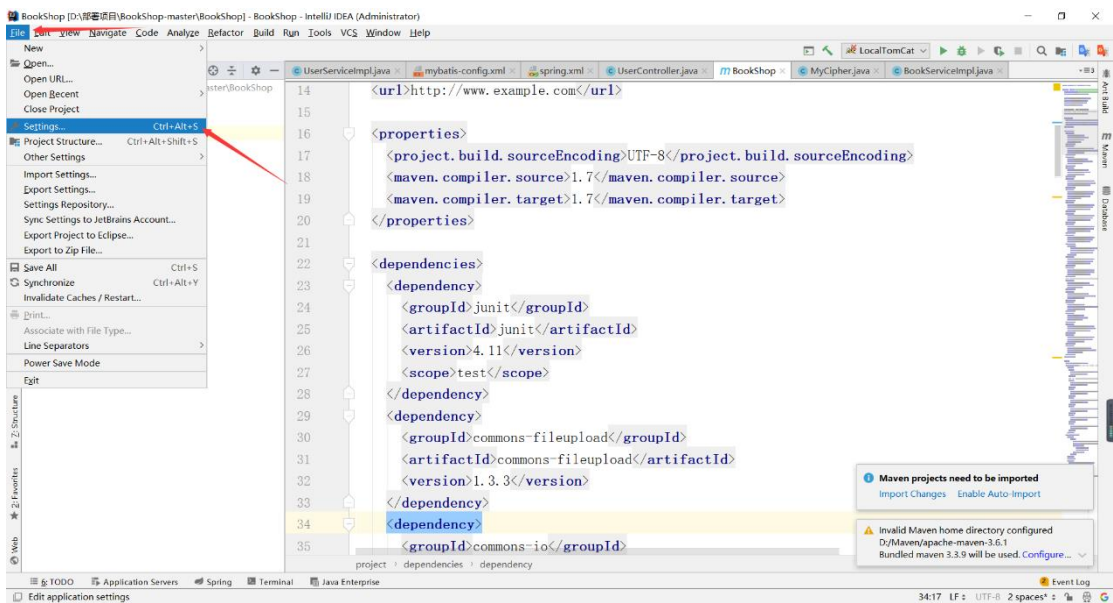 BookShop [D:\部署项目\BookShop-master\BookShop] - BookShop - IntelliJ IDEA (Administrator)
File Edit View Navigate Code Analyze Refactor Build Run Tools VCS Window Help
LocalTomCat
New
Open...
Open URL...
Open Recent
Close Project
Settings... Ctrl+Alt+S
Project Structure... Ctrl+Alt+Shift+S
Other Settings
Import Settings...
Export Settings...
Settings Repository...
Sync Settings to JetBrains Account...
Export Project to Eclipse...
Export to Zip File...
Save All Ctrl+S
Synchronize Ctrl+Alt+Y
Invalidate Caches / Restart...
Print...
Associate with File Type...
Line Separators
Power Save Mode
Exit
ster\BookShop
UserServiceImpl.java mybatis-config.xml spring.xml UserController.java BookShop MyCipher.java BookServiceImpl.java
14 <url>http://www.example.com</url>
15
16 <properties>
17 <project.build.sourceEncoding>UTF-8</project.build.sourceEncoding>
18 <maven.compiler.source>1.7</maven.compiler.source>
19 <maven.compiler.target>1.7</maven.compiler.target>
20 </properties>
21
22 <dependencies>
23 <dependency>
24 <groupId>junit</groupId>
25 <artifactId>junit</artifactId>
26 <version>4.11</version>
27 <scope>test</scope>
28 </dependency>
29 <dependency>
30 <groupId>commons-fileupload</groupId>
31 <artifactId>commons-fileupload</artifactId>
32 <version>1.3.3</version>
33 </dependency>
34 <dependency>
35 <groupId>commons-io</groupId>
project › dependencies › dependency
Ant Build
Maven
Database
Z: Structure
2: Favorites
Web
Maven projects need to be imported
Import Changes Enable Auto-Import
Invalid Maven home directory configured
D:/Maven/apache-maven-3.6.1
Bundled maven 3.3.9 will be used. Configure...
6: TODO Application Servers Spring Terminal Java Enterprise Event Log
Edit application settings 34:17 LF UTF-8 2 spaces*